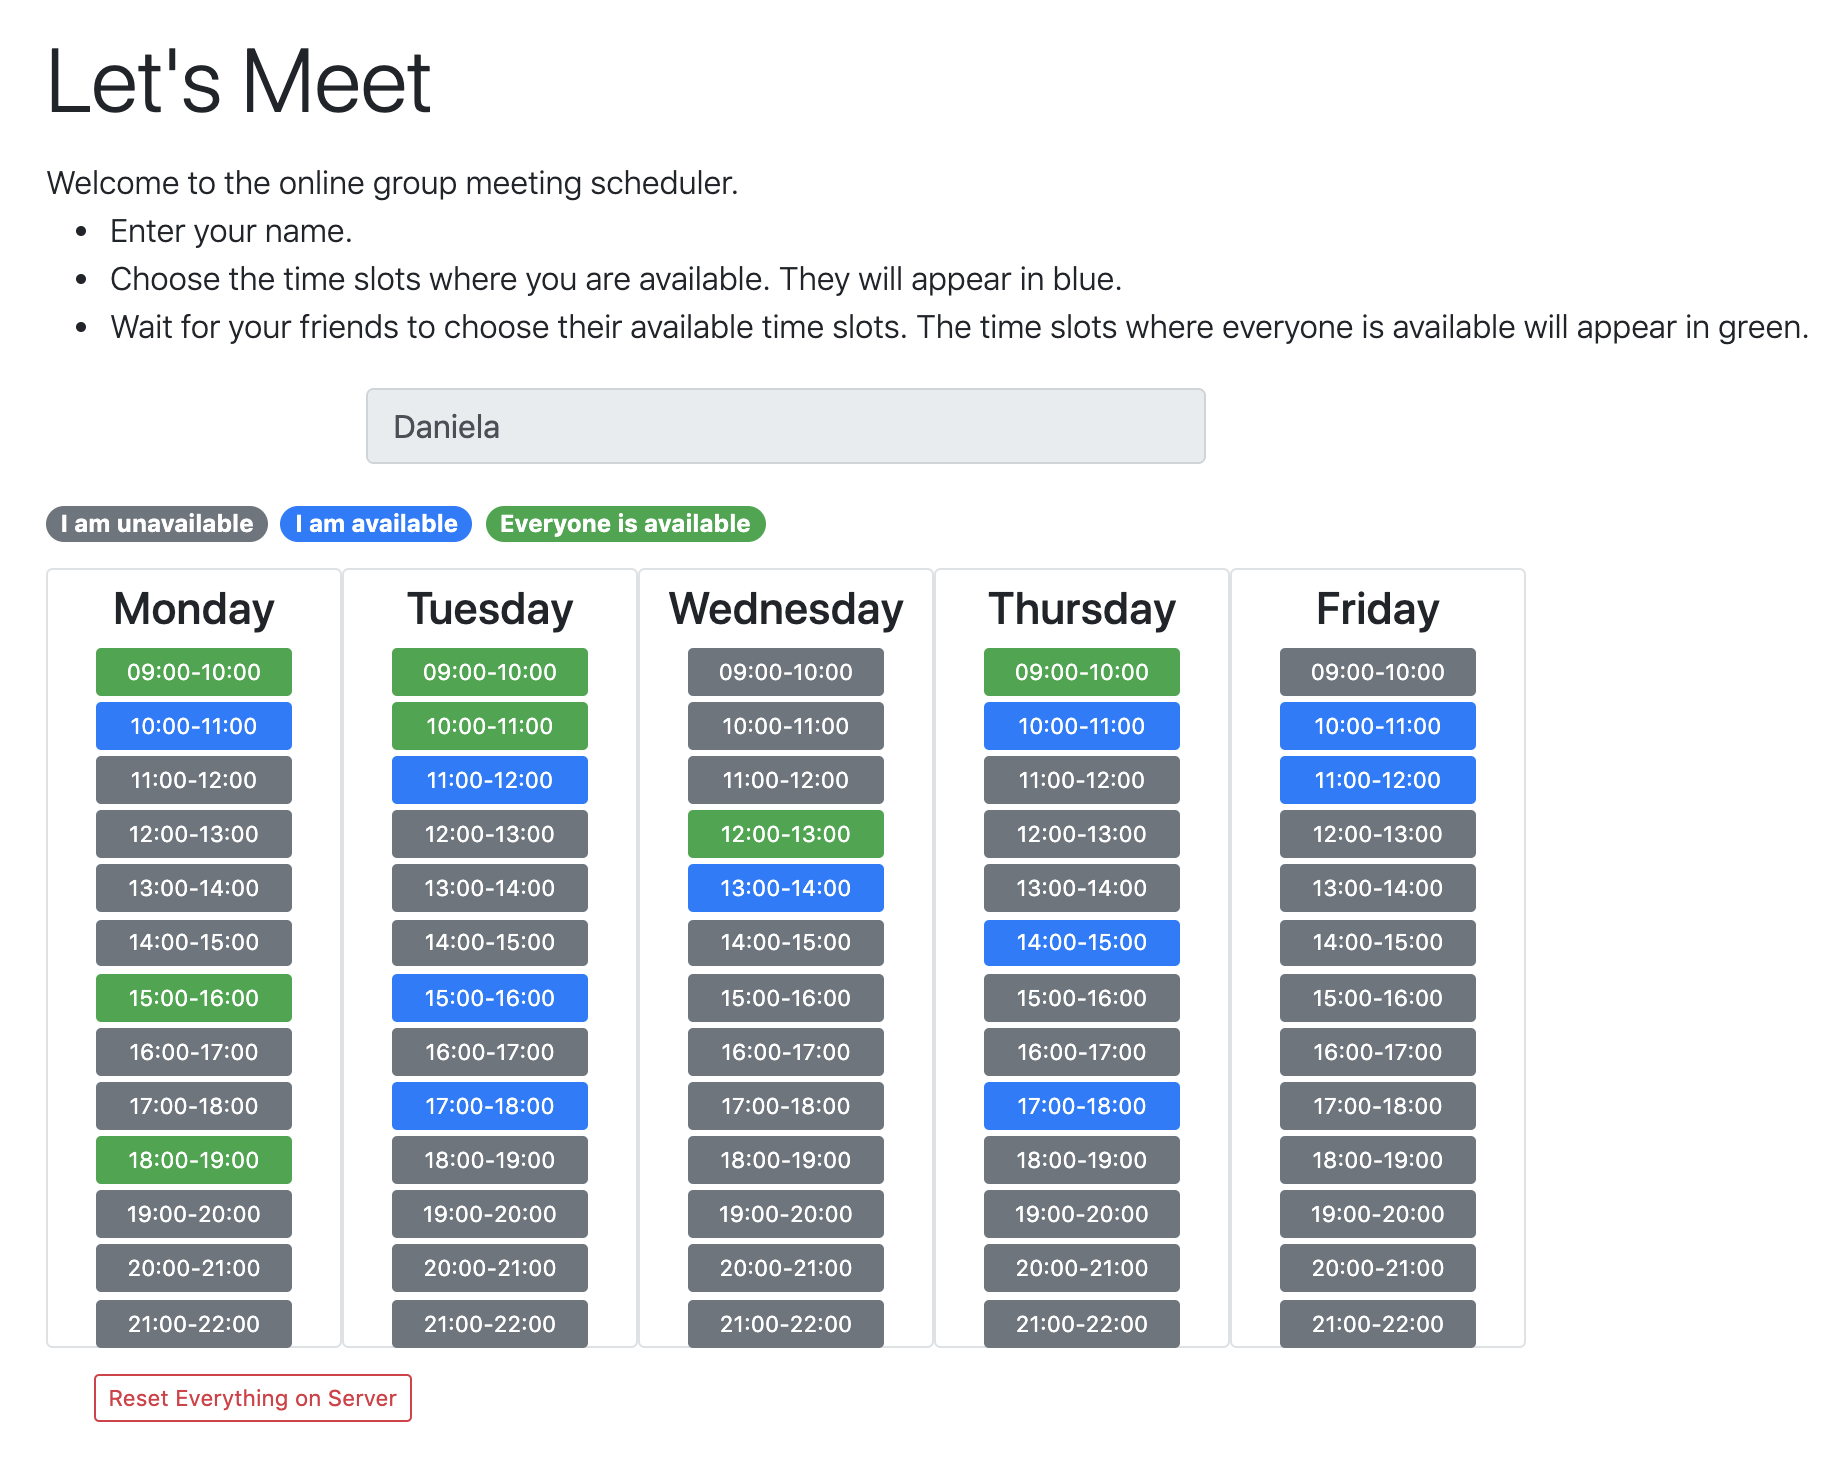 Let's Meet
Welcome to the online group meeting scheduler.
• Enter your name.
• Choose the time slots where you are available. They will appear in blue.
• Wait for your friends to choose their available time slots. The time slots where everyone is available will appear in green.
Daniela
I am unavailable I am available Everyone is available
Monday Tuesday Wednesday Thursday Friday
09:00-10:00 09:00-10:00 09:00-10:00 09:00-10:00 09:00-10:00
10:00-11:00 10:00-11:00 10:00-11:00 10:00-11:00 10:00-11:00
11:00-12:00 11:00-12:00 11:00-12:00 11:00-12:00 11:00-12:00
12:00-13:00 12:00-13:00 12:00-13:00 12:00-13:00 12:00-13:00
13:00-14:00 13:00-14:00 13:00-14:00 13:00-14:00 13:00-14:00
14:00-15:00 14:00-15:00 14:00-15:00 14:00-15:00 14:00-15:00
15:00-16:00 15:00-16:00 15:00-16:00 15:00-16:00 15:00-16:00
16:00-17:00 16:00-17:00 16:00-17:00 16:00-17:00 16:00-17:00
17:00-18:00 17:00-18:00 17:00-18:00 17:00-18:00 17:00-18:00
18:00-19:00 18:00-19:00 18:00-19:00 18:00-19:00 18:00-19:00
19:00-20:00 19:00-20:00 19:00-20:00 19:00-20:00 19:00-20:00
20:00-21:00 20:00-21:00 20:00-21:00 20:00-21:00 20:00-21:00
21:00-22:00 21:00-22:00 21:00-22:00 21:00-22:00 21:00-22:00
Reset Everything on Server